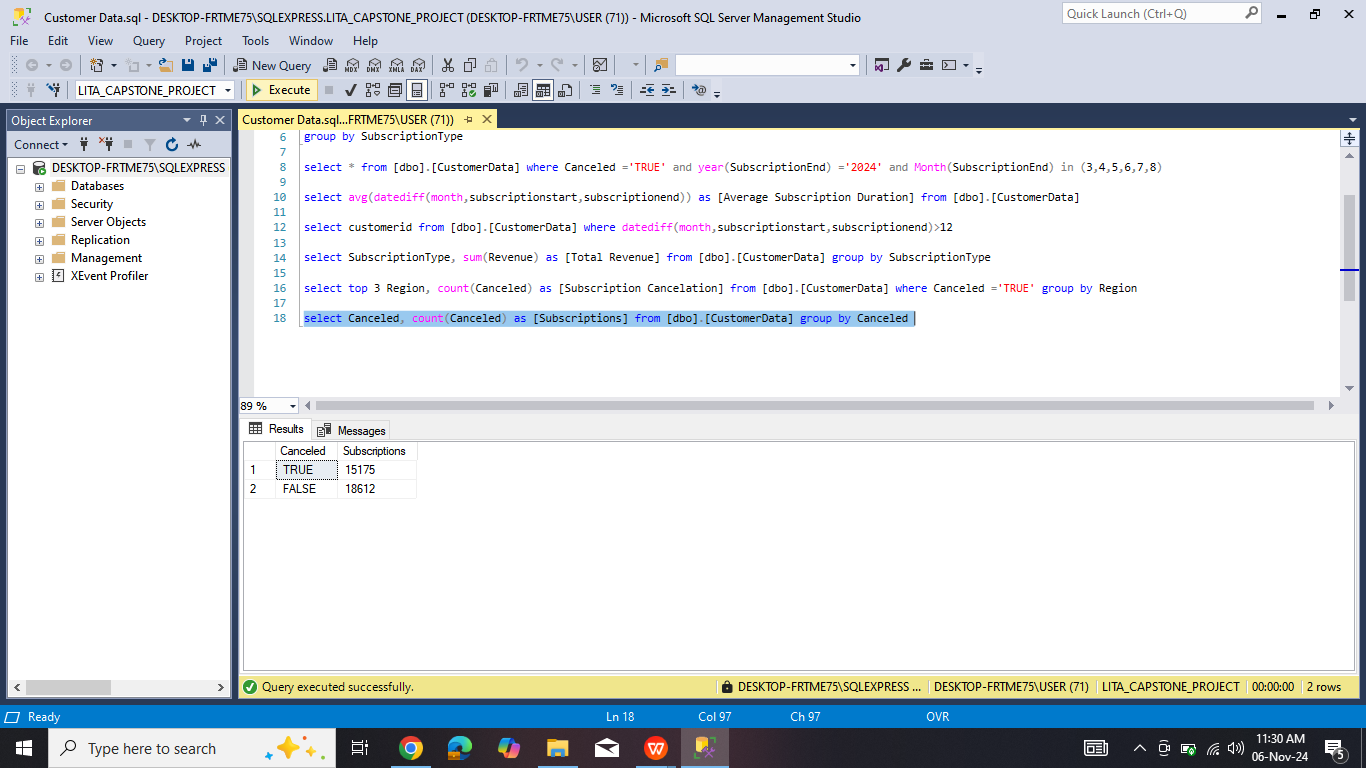 Customer Data.sql - DESKTOP-FRTME75\SQLEXPRESS.LITA_CAPSTONE_PROJECT (DESKTOP-FRTME75\USER (71)) - Microsoft SQL Server Management Studio
Quick Launch (Ctrl+Q)
File Edit View Query Project Tools Window Help
New Query
MDX DMX XMLA DAX
LITA_CAPSTONE_PROJECT
Execute
Object Explorer
Customer Data.sql...FRTME75\USER (71))
Connect
DESKTOP-FRTME75\SQLEXPRESS
Databases
Security
Server Objects
Replication
Management
XEvent Profiler
6 group by SubscriptionType
7
8 select * from [dbo].[CustomerData] where Canceled ='TRUE' and year(SubscriptionEnd) ='2024' and Month(SubscriptionEnd) in (3,4,5,6,7,8)
9
10 select avg(datediff(month,subscriptionstart,subscriptionend)) as [Average Subscription Duration] from [dbo].[CustomerData]
11
12 select customerid from [dbo].[CustomerData] where datediff(month,subscriptionstart,subscriptionend)>12
13
14 select SubscriptionType, sum(Revenue) as [Total Revenue] from [dbo].[CustomerData] group by SubscriptionType
15
16 select top 3 Region, count(Canceled) as [Subscription Cancelation] from [dbo].[CustomerData] where Canceled ='TRUE' group by Region
17
18 select Canceled, count(Canceled) as [Subscriptions] from [dbo].[CustomerData] group by Canceled
89 %
Results Messages
Canceled Subscriptions
1 TRUE 15175
2 FALSE 18612
Query executed successfully.
DESKTOP-FRTME75\SQLEXPRESS ... DESKTOP-FRTME75\USER (71) LITA_CAPSTONE_PROJECT 00:00:00 2 rows
Ready Ln 18 Col 97 Ch 97 OVR
Type here to search
11:30 AM
06-Nov-24
5